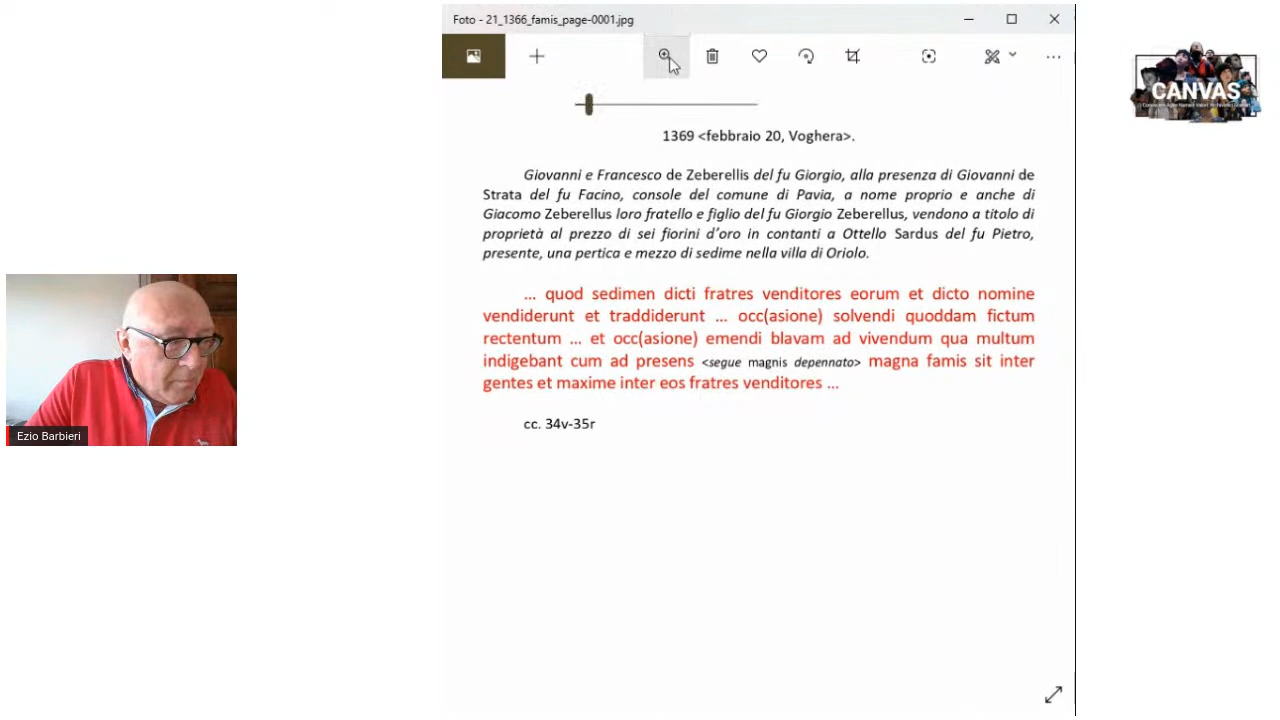 Foto - 21_1366_famis_page-0001.jpg
CANVAS
1369 <febbraio 20, Voghera>.
Giovanni e Francesco de Zeberellis del fu Giorgio, alla presenza di Giovanni de
Strata del fu Facino, console del comune di Pavia, a nome proprio e anche di
Giacomo Zeberellus loro fratello e figlio del fu Giorgio Zeberellus, vendono a titolo di
proprietà al prezzo di sei fiorini d’oro in contanti a Ottello Sardus del fu Pietro,
presente, una pertica e mezzo di sedime nella villa di Oriolo.
... quod sedimen dicti fratres venditores eorum et dicto nomine
vendiderunt et traddiderunt ... occ(asione) solvendi quoddam fictum
rectentum ... et occ(asione) emendi blavam ad vivendum qua multum
indigebant cum ad presens <segue magnis depennato> magna famis sit inter
gentes et maxime inter eos fratres venditores ...
cc. 34v-35r
Ezio Barbieri